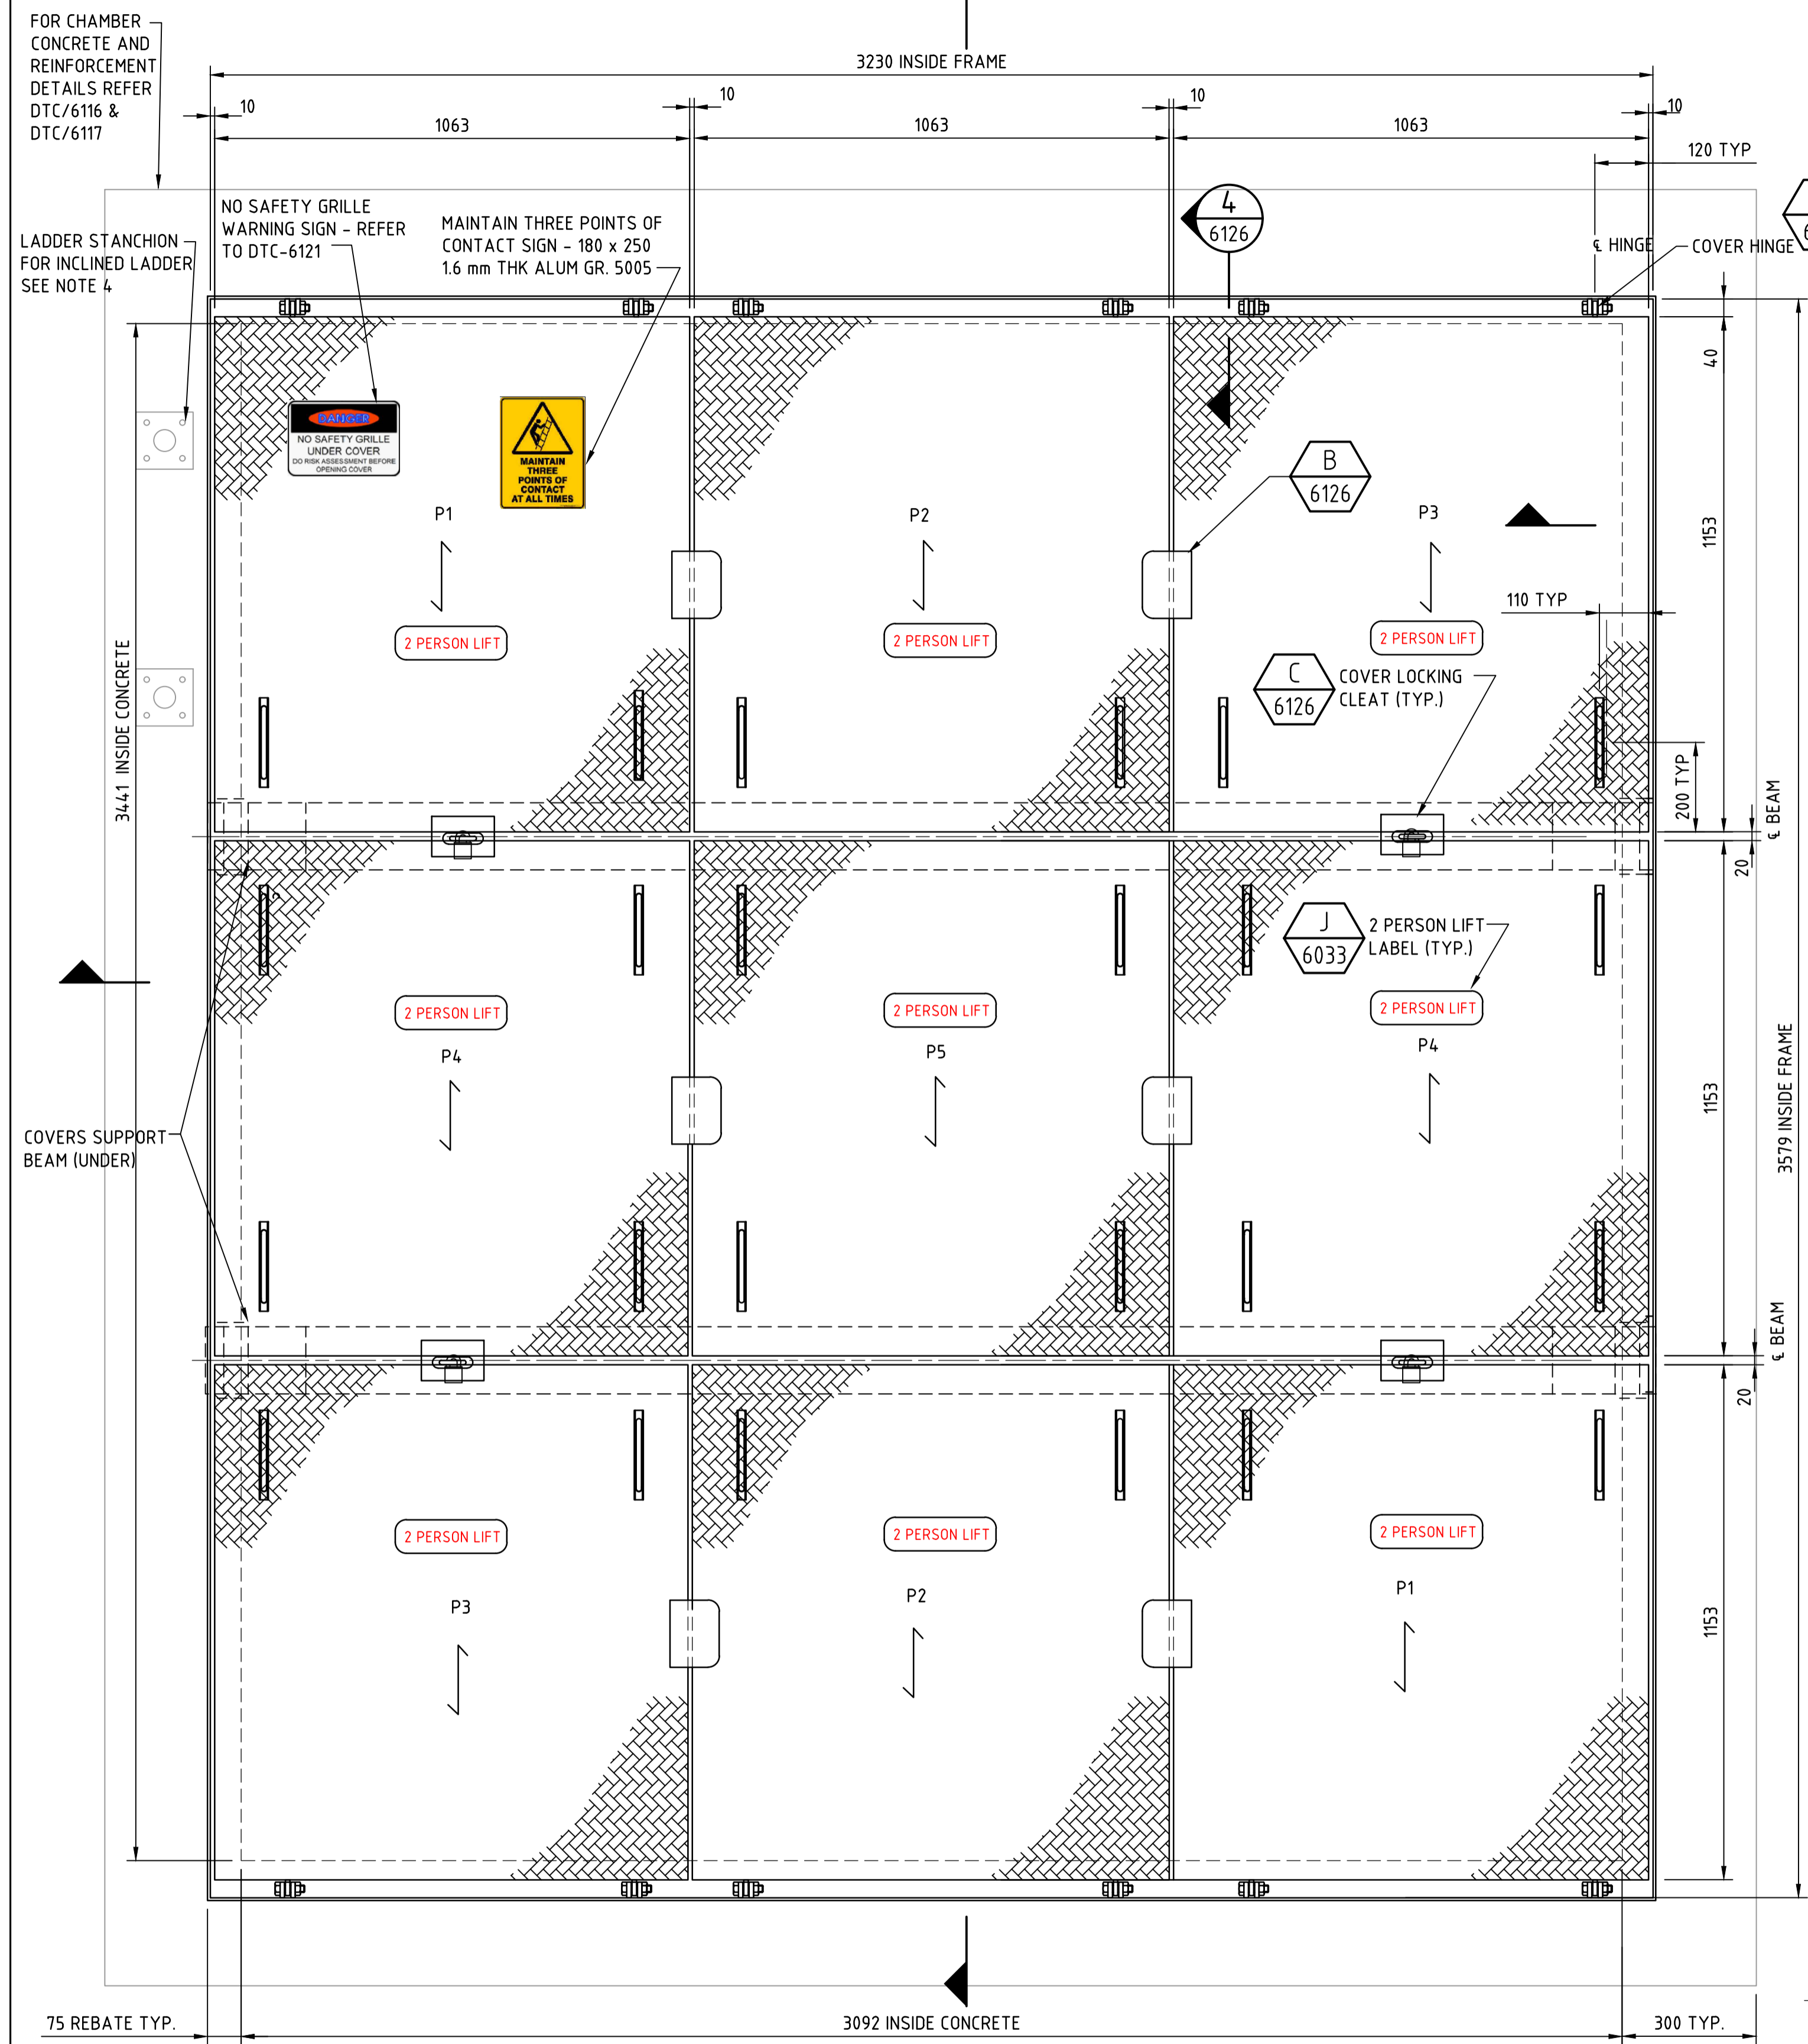 FOR CHAMBER
CONCRETE AND
REINFORCEMENT
DETAILS REFER
DTC/6116 &
DTC/6117
3230 INSIDE FRAME
10
10
10
10
1063
1063
1063
120 TYP
LADDER STANCHION
FOR INCLINED LADDER
SEE NOTE 4
NO SAFETY GRILLE
WARNING SIGN - REFER
TO DTC-6121
MAINTAIN THREE POINTS OF
CONTACT SIGN - 180 x 250
1.6 mm THK ALUM GR. 5005
4
6126
℄ HINGE
COVER HINGE
40
DANGER
NO SAFETY GRILLE
UNDER COVER
DO RISK ASSESSMENT BEFORE
OPENING COVER
MAINTAIN
THREE
POINTS OF
CONTACT
AT ALL TIMES
B
6126
P1
P2
P3
1153
110 TYP
2 PERSON LIFT
2 PERSON LIFT
2 PERSON LIFT
C
6126
COVER LOCKING
CLEAT (TYP.)
3441 INSIDE CONCRETE
200 TYP
℄ BEAM
20
J
6033
2 PERSON LIFT
LABEL (TYP.)
2 PERSON LIFT
2 PERSON LIFT
2 PERSON LIFT
P4
P5
P4
1153
3579 INSIDE FRAME
COVERS SUPPORT
BEAM (UNDER)
℄ BEAM
20
2 PERSON LIFT
2 PERSON LIFT
2 PERSON LIFT
P3
P2
P1
1153
75 REBATE TYP.
3092 INSIDE CONCRETE
300 TYP.